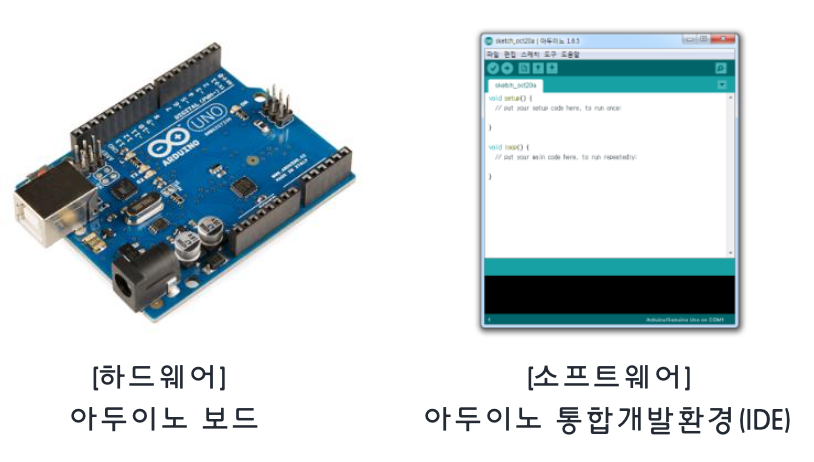 DIGITAL (PWM~)
UNO
ARDUINO
sketch_oct20a | 아두이노 1.6.5
파일 편집 스케치 도구 도움말
sketch_oct20a
void setup() {
// put your setup code here, to run once:
}
void loop() {
// put your main code here, to run repeatedly:
}
Arduino/Genuino Uno on COM1
[하드웨어]
아두이노 보드
[소프트웨어]
아두이노 통합개발환경(IDE)